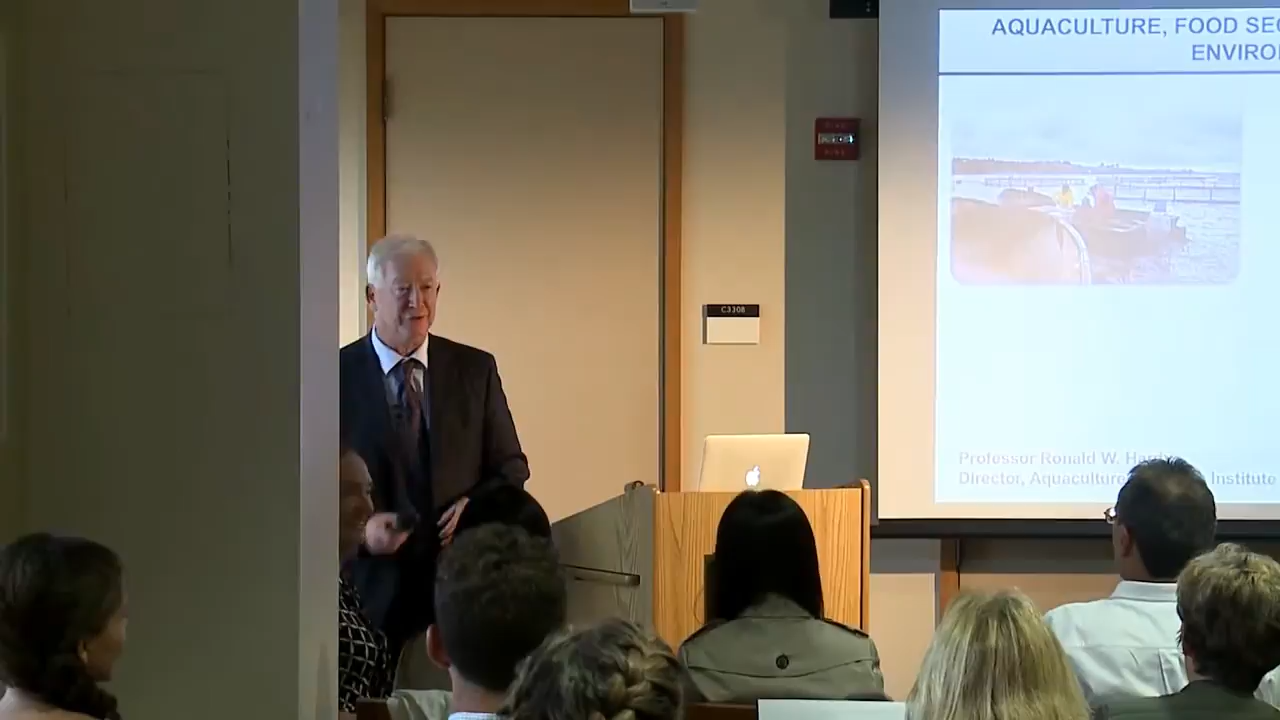 AQUACULTURE, FOOD SEC
ENVIRO
C3308
Professor Ronald W. Har
Director, Aquaculture Institute